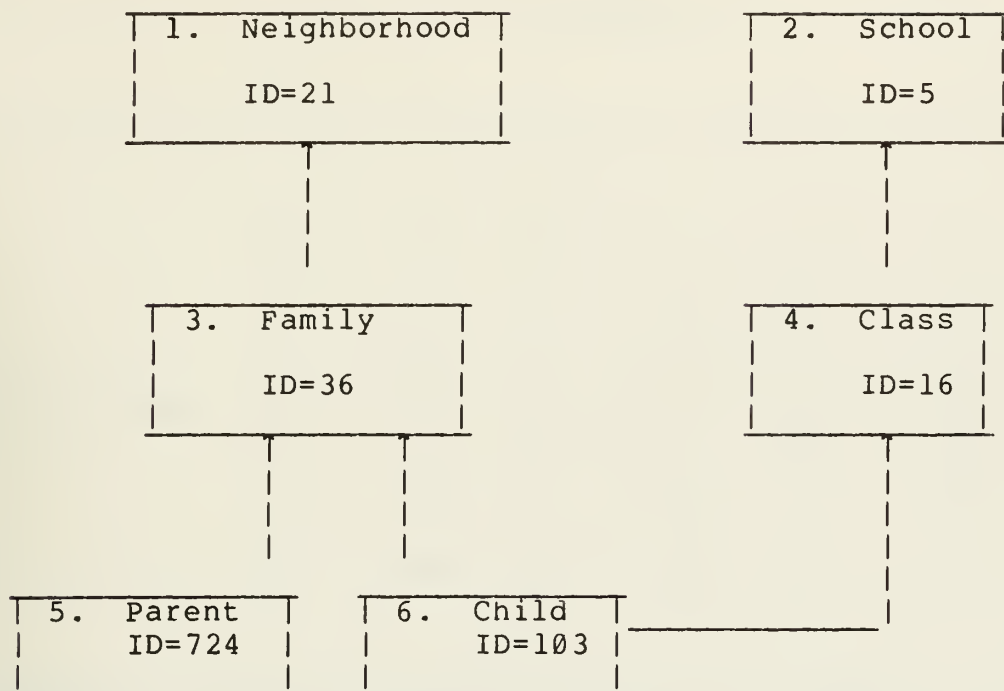 1. Neighborhood
ID=21
2. School
ID=5
3. Family
ID=36
4. Class
ID=16
5. Parent
ID=724
6. Child
ID=103